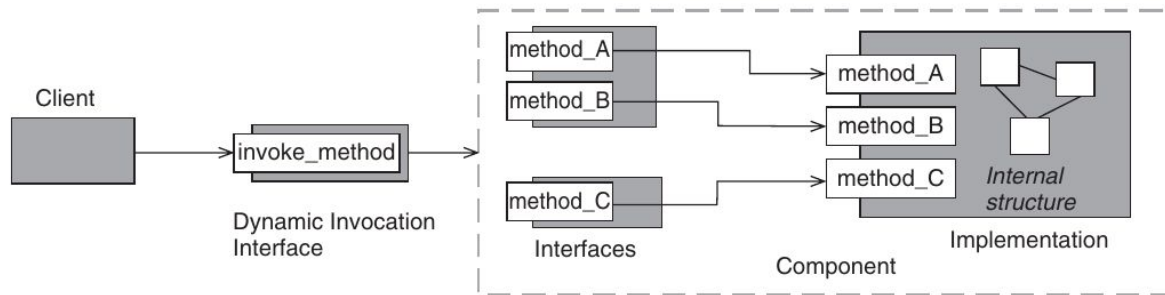 Client
invoke_method
Dynamic Invocation
Interface
method_A
method_B
method_C
Interfaces
method_A
method_B
method_C
Internal
structure
Implementation
Component